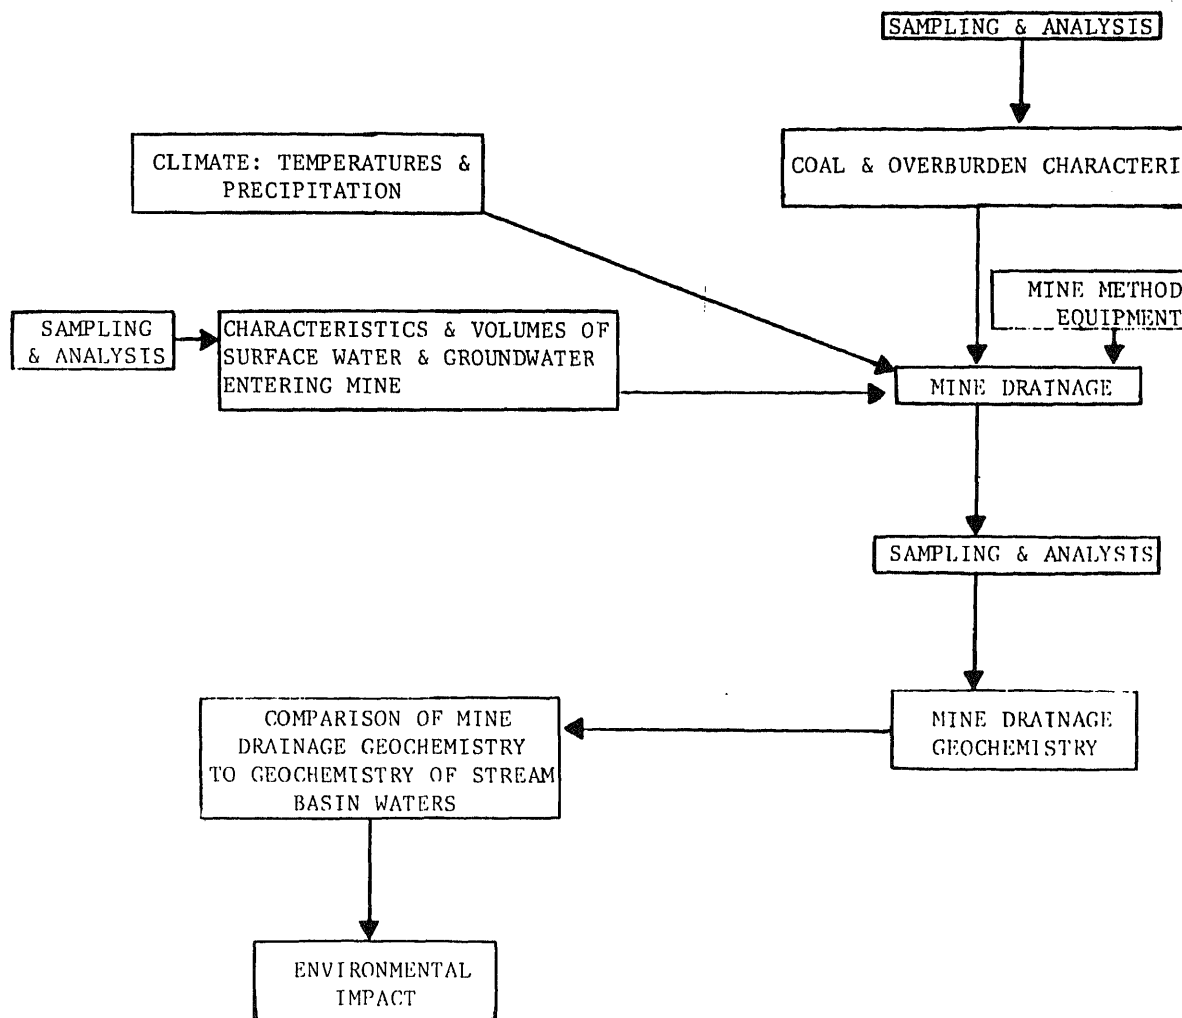 SAMPLING & ANALYSIS
CLIMATE: TEMPERATURES &
PRECIPITATION
COAL & OVERBURDEN CHARACTERI
MINE METHOD
EQUIPMENT
SAMPLING
& ANALYSIS
CHARACTERISTICS & VOLUMES OF
SURFACE WATER & GROUNDWATER
ENTERING MINE
MINE DRAINAGE
SAMPLING & ANALYSIS
MINE DRAINAGE
GEOCHEMISTRY
COMPARISON OF MINE
DRAINAGE GEOCHEMISTRY
TO GEOCHEMISTRY OF STREAM
BASIN WATERS
ENVIRONMENTAL
IMPACT